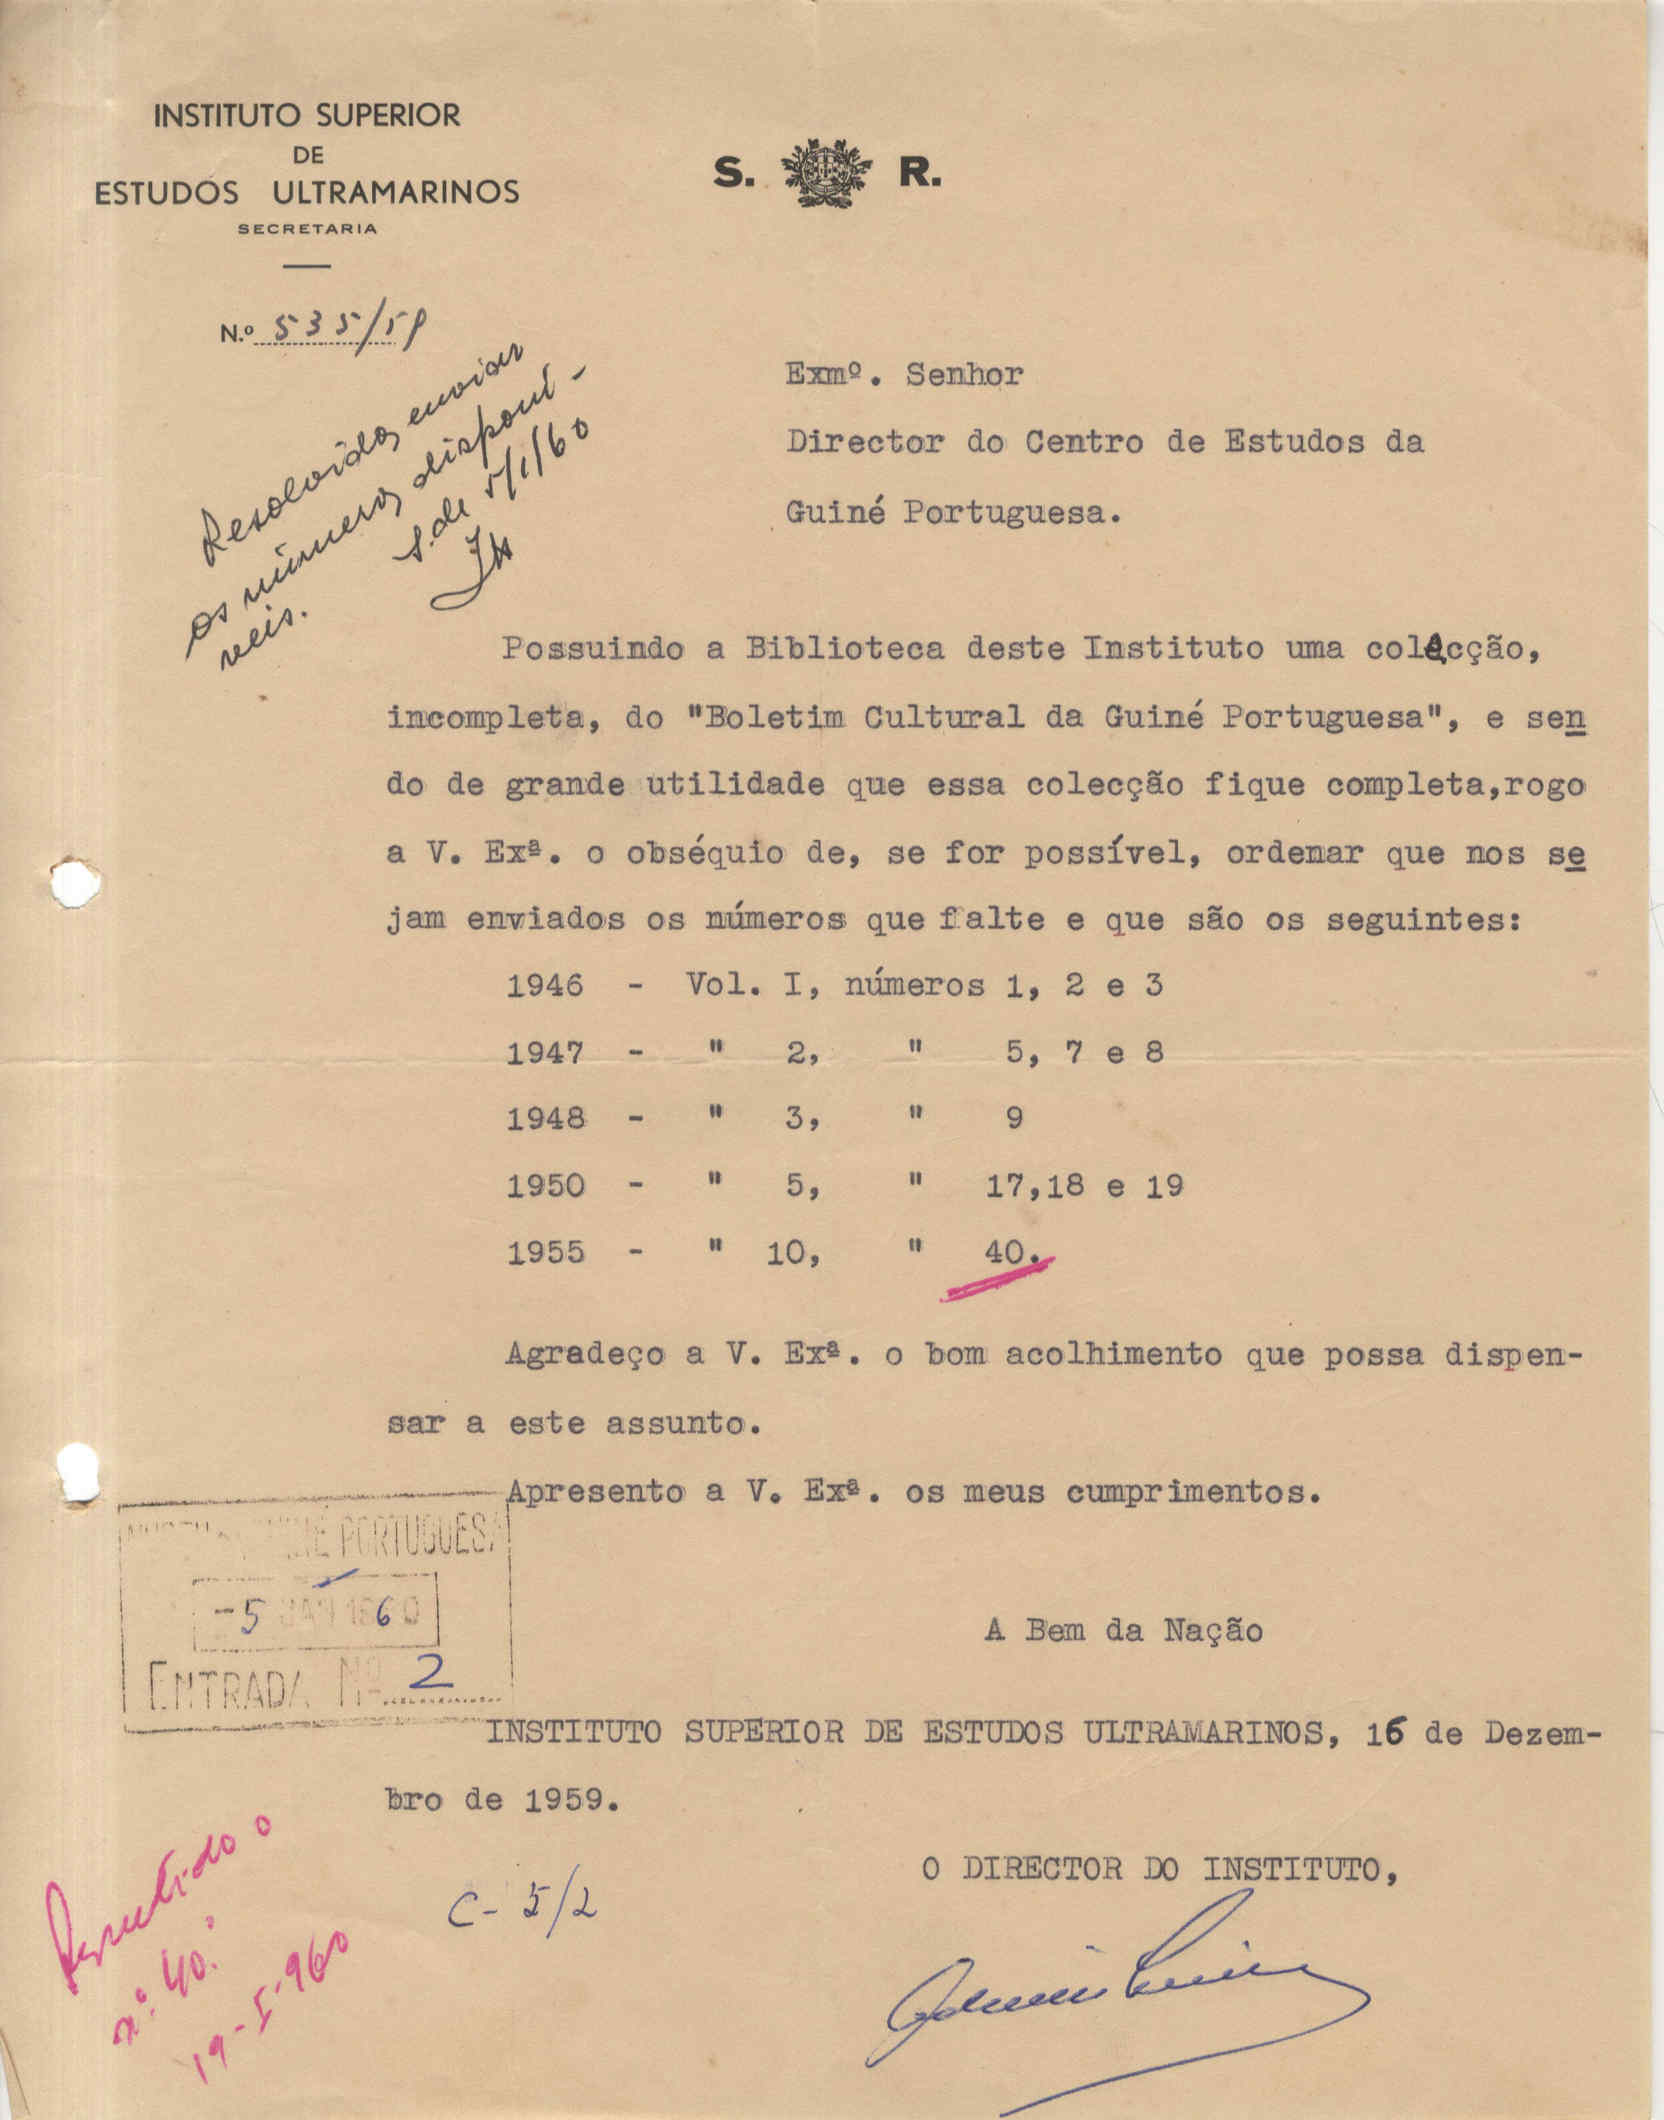 INSTITUTO SUPERIOR
DE
ESTUDOS ULTRAMARINOS
SECRETARIA
S. R.
N.º 535/59
Resolvido, enviar
os números disponí-
veis.
s.de 5/1/60
Exmº. Senhor
Director do Centro de Estudos da
Guiné Portuguesa.
Possuindo a Biblioteca deste Instituto uma colecção,
incompleta, do "Boletim Cultural da Guiné Portuguesa", e sen
do de grande utilidade que essa colecção fique completa,rogo
a V. Exª. o obséquio de, se for possível, ordenar que nos se
jam enviados os números que falte e que são os seguintes:
1946 - Vol. I, números 1, 2 e 3
1947 - " 2, " 5, 7 e 8
1948 - " 3, " 9
1950 - " 5, " 17,18 e 19
1955 - " 10, " 40.
Agradeço a V. Exª. o bom acolhimento que possa dispen-
sar a este assunto.
Apresento a V. Exª. os meus cumprimentos.
PORTUGUESA
-5 JAN 1960
ENTRADA Nº 2
A Bem da Nação
INSTITUTO SUPERIOR DE ESTUDOS ULTRAMARINOS, 16 de Dezem-
bro de 1959.
O DIRECTOR DO INSTITUTO,
C - 5/2
Remetido o
nº. 40.
19-I-960